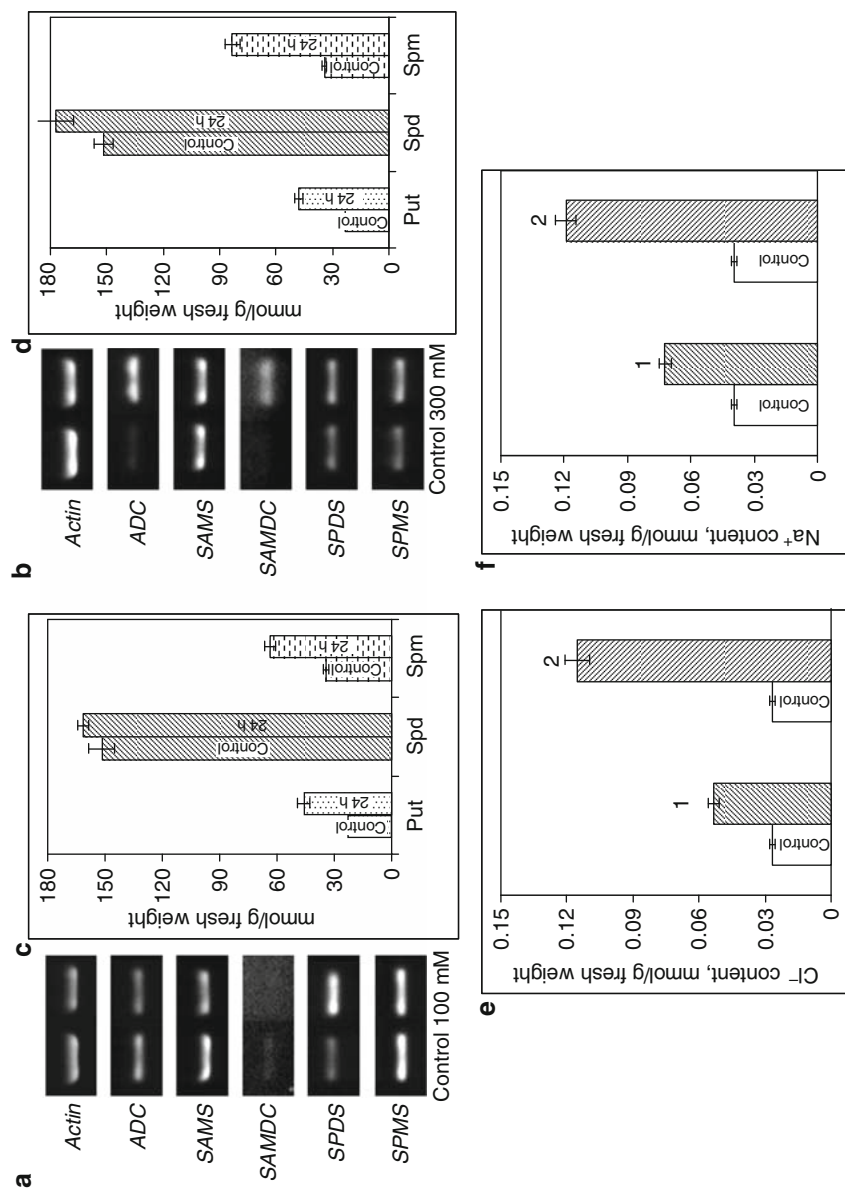 a
Actin
ADC
SAMS
SAMDC
SPDS
SPMS
Control 100 mM
c
mmol/g fresh weight
180
150
120
90
60
30
0
Control
24 h
Control
24 h
Control
24 h
Put
Spd
Spm
b
Actin
ADC
SAMS
SAMDC
SPDS
SPMS
Control 300 mM
d
mmol/g fresh weight
180
150
120
90
60
30
0
Control
24 h
Control
24 h
Control
24 h
Put
Spd
Spm
e
Cl⁻ content, mmol/g fresh weight
0.15
0.12
0.09
0.06
0.03
0
Control
1
Control
2
f
Na⁺ content, mmol/g fresh weight
0.15
0.12
0.09
0.06
0.03
0
Control
1
Control
2